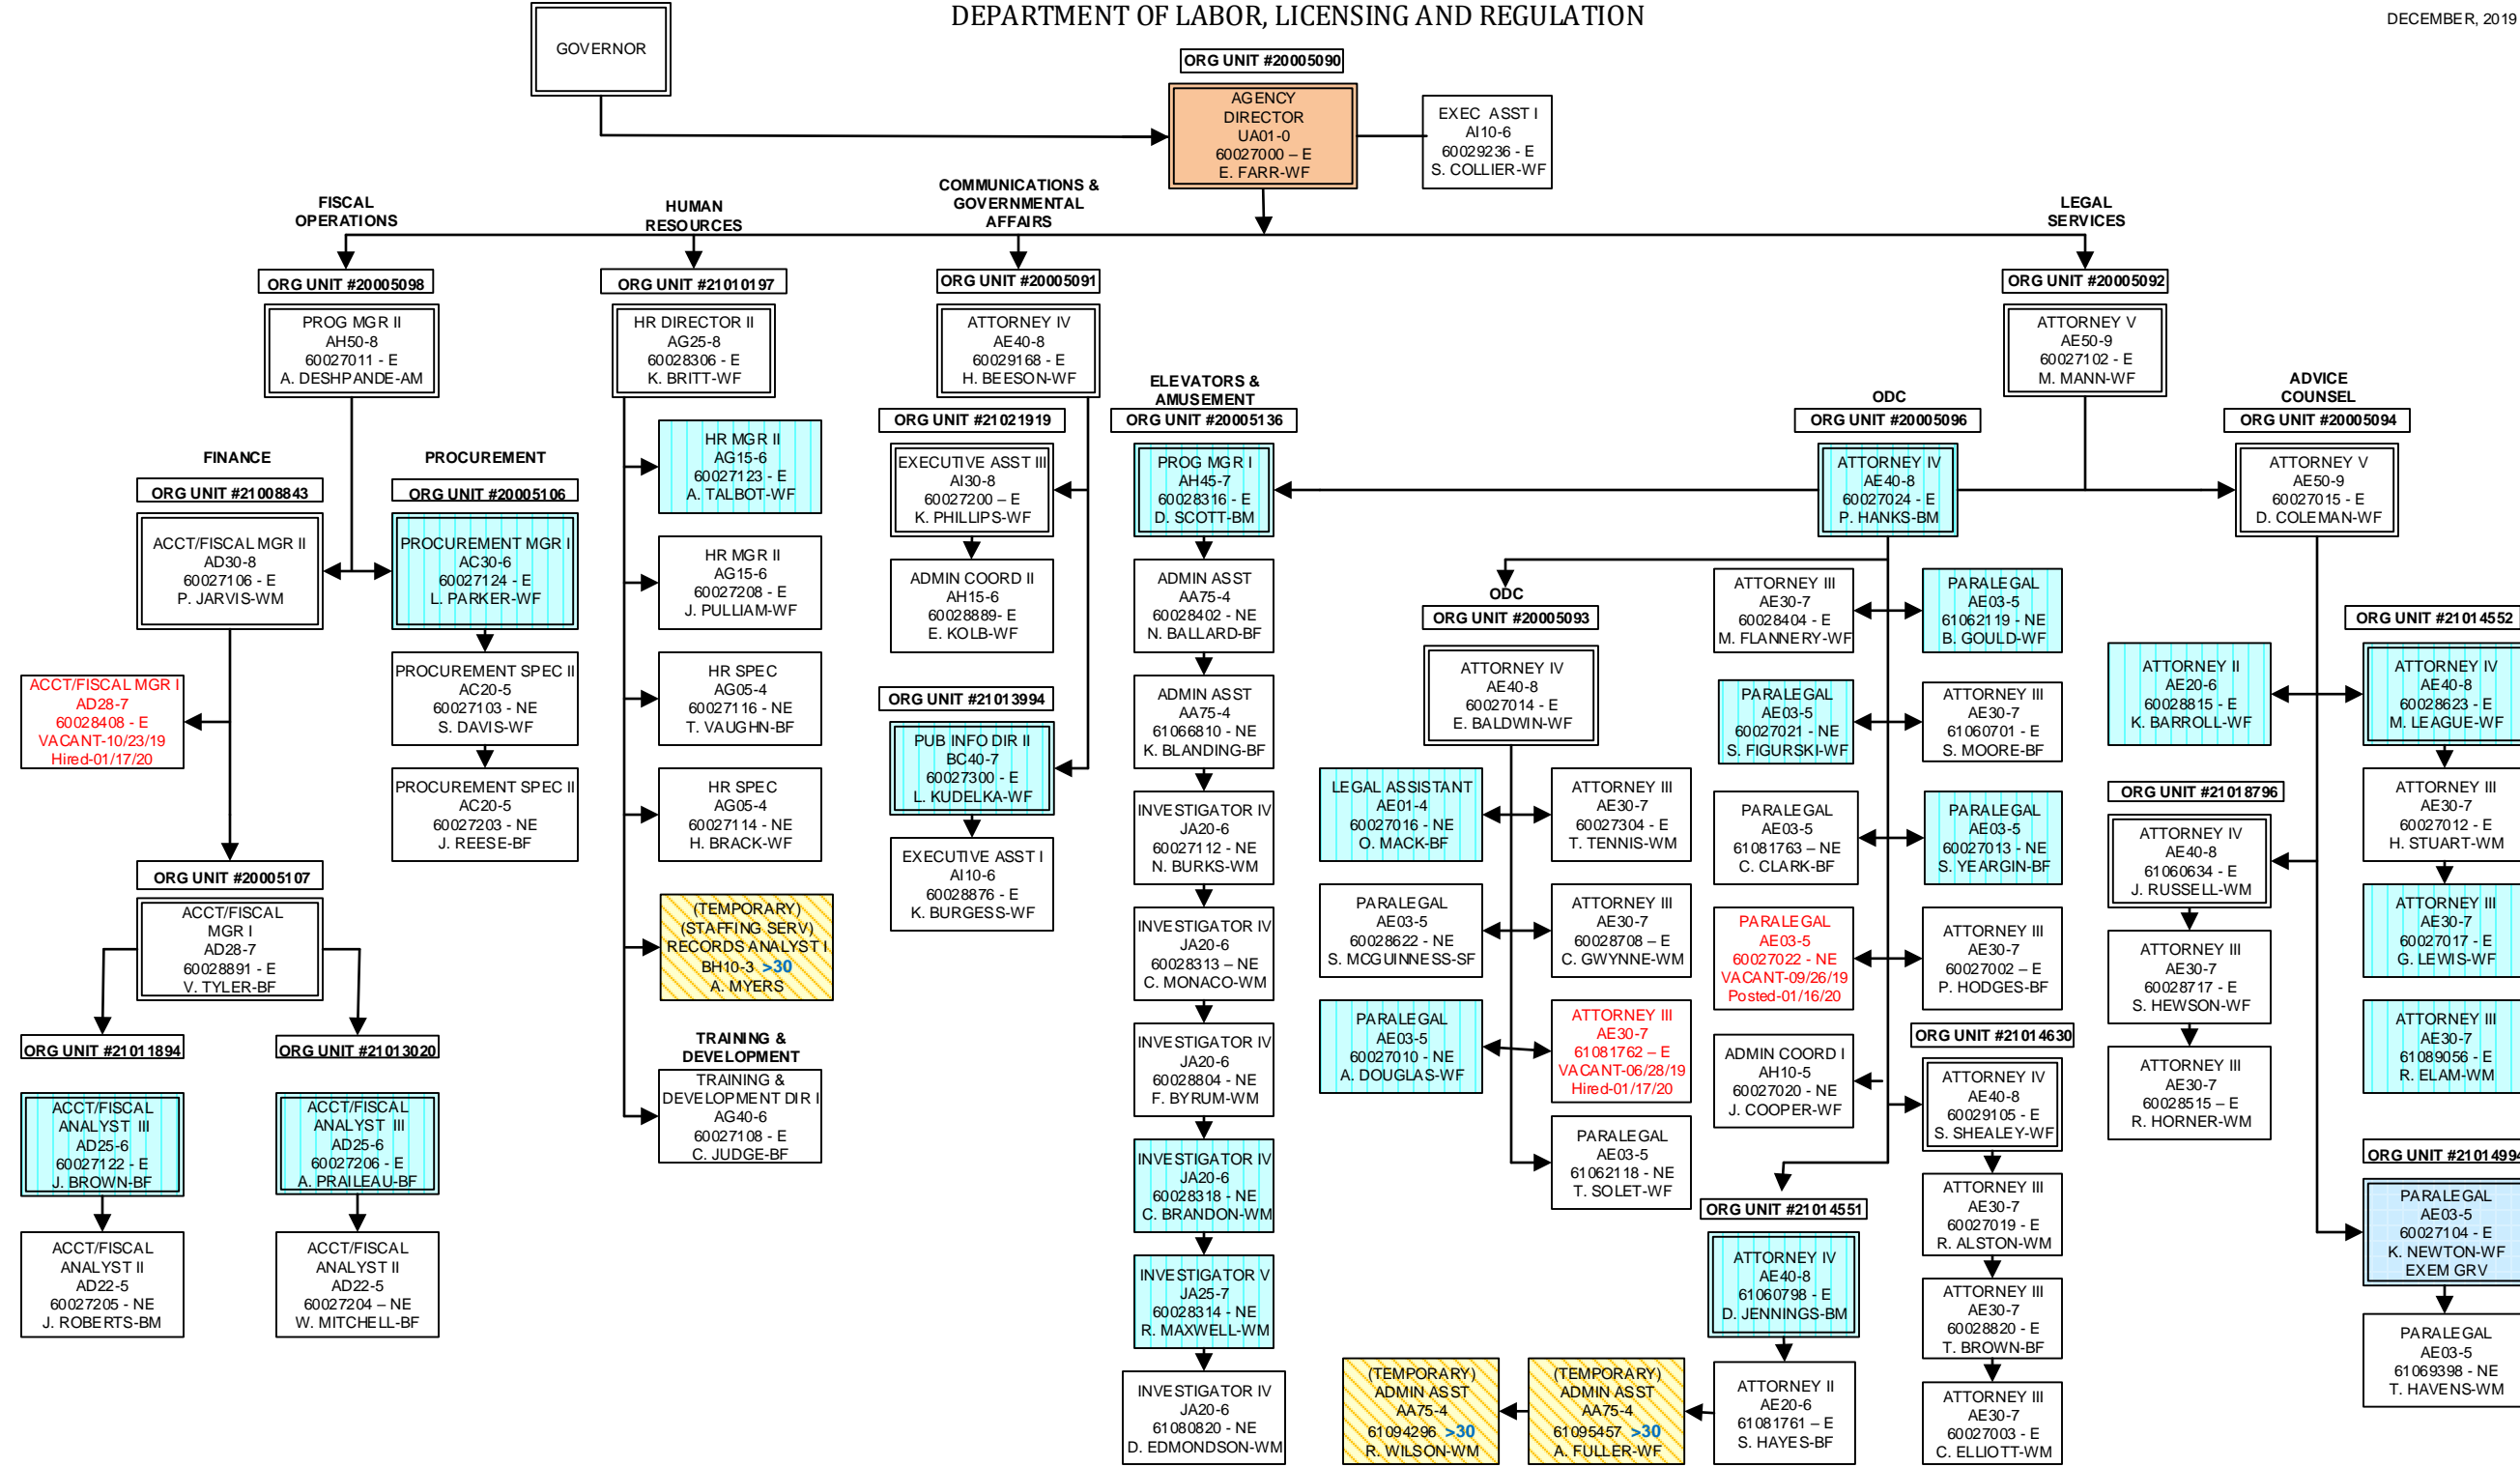 DEPARTMENT OF LABOR, LICENSING AND REGULATION
DECEMBER, 2019
GOVERNOR
ORG UNIT #20005090
AGENCY
DIRECTOR
UA01-0
60027000 – E
E. FARR-WF
EXEC ASST I
AI10-6
60029236 - E
S. COLLIER-WF
FISCAL
OPERATIONS
HUMAN
RESOURCES
COMMUNICATIONS &
GOVERNMENTAL
AFFAIRS
LEGAL
SERVICES
ORG UNIT #20005098
PROG MGR II
AH50-8
60027011 - E
A. DESHPANDE-AM
ORG UNIT #21010197
HR DIRECTOR II
AG25-8
60028306 - E
K. BRITT-WF
ORG UNIT #20005091
ATTORNEY IV
AE40-8
60029168 - E
H. BEESON-WF
ORG UNIT #20005092
ATTORNEY V
AE50-9
60027102 - E
M. MANN-WF
FINANCE
ORG UNIT #21008843
ACCT/FISCAL MGR II
AD30-8
60027106 - E
P. JARVIS-WM
PROCUREMENT
ORG UNIT #20005106
PROCUREMENT MGR I
AC30-6
60027124 - E
L. PARKER-WF
PROCUREMENT SPEC II
AC20-5
60027103 - NE
S. DAVIS-WF
PROCUREMENT SPEC II
AC20-5
60027203 - NE
J. REESE-BF
ACCT/FISCAL MGR I
AD28-7
60028408 - E
VACANT-10/23/19
Hired-01/17/20
ORG UNIT #20005107
ACCT/FISCAL
MGR I
AD28-7
60028891 - E
V. TYLER-BF
ORG UNIT #21011894
ACCT/FISCAL
ANALYST III
AD25-6
60027122 - E
J. BROWN-BF
ACCT/FISCAL
ANALYST II
AD22-5
60027205 - NE
J. ROBERTS-BM
ORG UNIT #21013020
ACCT/FISCAL
ANALYST III
AD25-6
60027206 - E
A. PRAILEAU-BF
ACCT/FISCAL
ANALYST II
AD22-5
60027204 – NE
W. MITCHELL-BF
HR MGR II
AG15-6
60027123 - E
A. TALBOT-WF
HR MGR II
AG15-6
60027208 - E
J. PULLIAM-WF
HR SPEC
AG05-4
60027116 - NE
T. VAUGHN-BF
HR SPEC
AG05-4
60027114 - NE
H. BRACK-WF
(TEMPORARY)
(STAFFING SERV)
RECORDS ANALYST I
BH10-3 >30
A. MYERS
TRAINING &
DEVELOPMENT
TRAINING &
DEVELOPMENT DIR I
AG40-6
60027108 - E
C. JUDGE-BF
ORG UNIT #21021919
EXECUTIVE ASST III
AI30-8
60027200 – E
K. PHILLIPS-WF
ADMIN COORD II
AH15-6
60028889- E
E. KOLB-WF
ORG UNIT #21013994
PUB INFO DIR II
BC40-7
60027300 - E
L. KUDELKA-WF
EXECUTIVE ASST I
AI10-6
60028876 - E
K. BURGESS-WF
ELEVATORS &
AMUSEMENT
ORG UNIT #20005136
PROG MGR I
AH45-7
60028316 - E
D. SCOTT-BM
ADMIN ASST
AA75-4
60028402 - NE
N. BALLARD-BF
ADMIN ASST
AA75-4
61066810 - NE
K. BLANDING-BF
INVESTIGATOR IV
JA20-6
60027112 - NE
N. BURKS-WM
INVESTIGATOR IV
JA20-6
60028313 – NE
C. MONACO-WM
INVESTIGATOR IV
JA20-6
60028804 - NE
F. BYRUM-WM
INVESTIGATOR IV
JA20-6
60028318 - NE
C. BRANDON-WM
INVESTIGATOR V
JA25-7
60028314 - NE
R. MAXWELL-WM
INVESTIGATOR IV
JA20-6
61080820 - NE
D. EDMONDSON-WM
ODC
ORG UNIT #20005096
ATTORNEY IV
AE40-8
60027024 - E
P. HANKS-BM
ODC
ORG UNIT #20005093
ATTORNEY IV
AE40-8
60027014 - E
E. BALDWIN-WF
LEGAL ASSISTANT
AE01-4
60027016 - NE
O. MACK-BF
ATTORNEY III
AE30-7
60027304 - E
T. TENNIS-WM
PARALEGAL
AE03-5
60028622 - NE
S. MCGUINNESS-SF
ATTORNEY III
AE30-7
60028708 – E
C. GWYNNE-WM
PARALEGAL
AE03-5
60027010 - NE
A. DOUGLAS-WF
ATTORNEY III
AE30-7
61081762 – E
VACANT-06/28/19
Hired-01/17/20
PARALEGAL
AE03-5
61062118 - NE
T. SOLET-WF
ATTORNEY III
AE30-7
60028404 - E
M. FLANNERY-WF
PARALEGAL
AE03-5
61062119 - NE
B. GOULD-WF
PARALEGAL
AE03-5
60027021 - NE
S. FIGURSKI-WF
ATTORNEY III
AE30-7
61060701 – E
S. MOORE-BF
PARALEGAL
AE03-5
61081763 – NE
C. CLARK-BF
PARALEGAL
AE03-5
60027013 - NE
S. YEARGIN-BF
PARALEGAL
AE03-5
60027022 - NE
VACANT-09/26/19
Posted-01/16/20
ATTORNEY III
AE30-7
60027002 – E
P. HODGES-BF
ADMIN COORD I
AH10-5
60027020 - NE
J. COOPER-WF
ORG UNIT #21014630
ATTORNEY IV
AE40-8
60029105 - E
S. SHEALEY-WF
ATTORNEY III
AE30-7
60027019 - E
R. ALSTON-WM
ATTORNEY III
AE30-7
60028820 - E
T. BROWN-BF
ATTORNEY III
AE30-7
60027003 – E
C. ELLIOTT-WM
ORG UNIT #21014551
ATTORNEY IV
AE40-8
61060798 - E
D. JENNINGS-BM
ATTORNEY II
AE20-6
61081761 – E
S. HAYES-BF
(TEMPORARY)
ADMIN ASST
AA75-4
61095457 >30
A. FULLER-WF
(TEMPORARY)
ADMIN ASST
AA75-4
61094296 >30
R. WILSON-WM
ADVICE
COUNSEL
ORG UNIT #20005094
ATTORNEY V
AE50-9
60027015 - E
D. COLEMAN-WF
ATTORNEY II
AE20-6
60028815 - E
K. BARROLL-WF
ORG UNIT #21018796
ATTORNEY IV
AE40-8
61060634 - E
J. RUSSELL-WM
ATTORNEY III
AE30-7
60028717 - E
S. HEWSON-WF
ATTORNEY III
AE30-7
60028515 – E
R. HORNER-WM
ORG UNIT #21014552
ATTORNEY IV
AE40-8
60028623 – E
M. LEAGUE-WF
ATTORNEY III
AE30-7
60027012 - E
H. STUART-WM
ATTORNEY III
AE30-7
60027017 - E
G. LEWIS-WF
ATTORNEY III
AE30-7
61089056 - E
R. ELAM-WM
ORG UNIT #21014994
PARALEGAL
AE03-5
60027104 - E
K. NEWTON-WF
EXEM GRV
PARALEGAL
AE03-5
61069398 - NE
T. HAVENS-WM